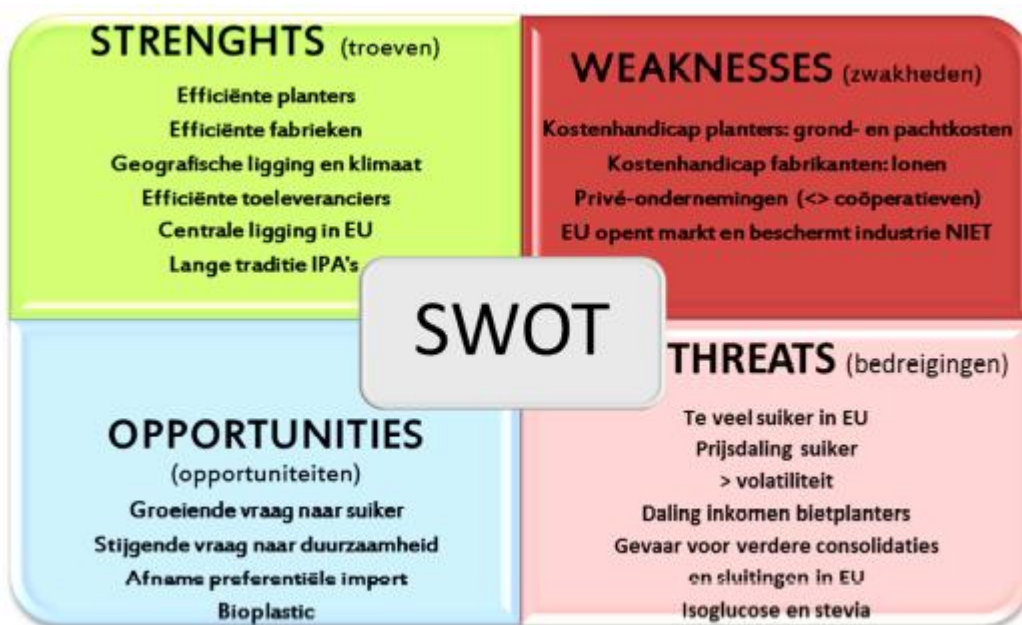 STRENGHTS (troeven)
Efficiënte planters
Efficiënte fabrieken
Geografische ligging en klimaat
Efficiënte toeleveranciers
Centrale ligging in EU
Lange traditie IPA's
WEAKNESSES (zwakheden)
Kostenhandicap planters: grond- en pachtkosten
Kostenhandicap fabrikanten: lonen
Privé-ondernemingen (<> coöperatieven)
EU opent markt en beschermt industrie NIET
SWOT
OPPORTUNITIES
(opportuniteiten)
Groeiende vraag naar suiker
Stijgende vraag naar duurzaamheid
Afname preferentiële import
Bioplastic
THREATS (bedreigingen)
Te veel suiker in EU
Prijsdaling suiker
> volatiliteit
Daling inkomen bietplanters
Gevaar voor verdere consolidaties
en sluitingen in EU
Isoglucose en stevia